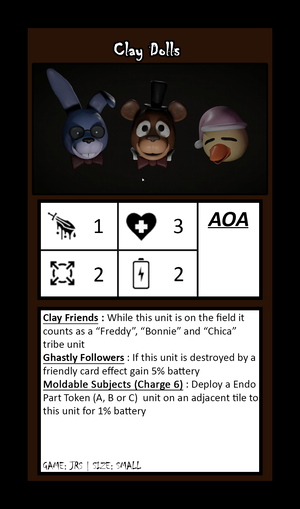 Clay Dolls
1
3
AOA
2
2
Clay Friends : While this unit is on the field it
counts as a “Freddy”, “Bonnie” and “Chica”
tribe unit
Ghastly Followers : If this unit is destroyed by a
friendly card effect gain 5% battery
Moldable Subjects (Charge 6) : Deploy a Endo
Part Token (A, B or C) unit on an adjacent tile to
this unit for 1% battery
GAME: JRS | SIZE: SMALL